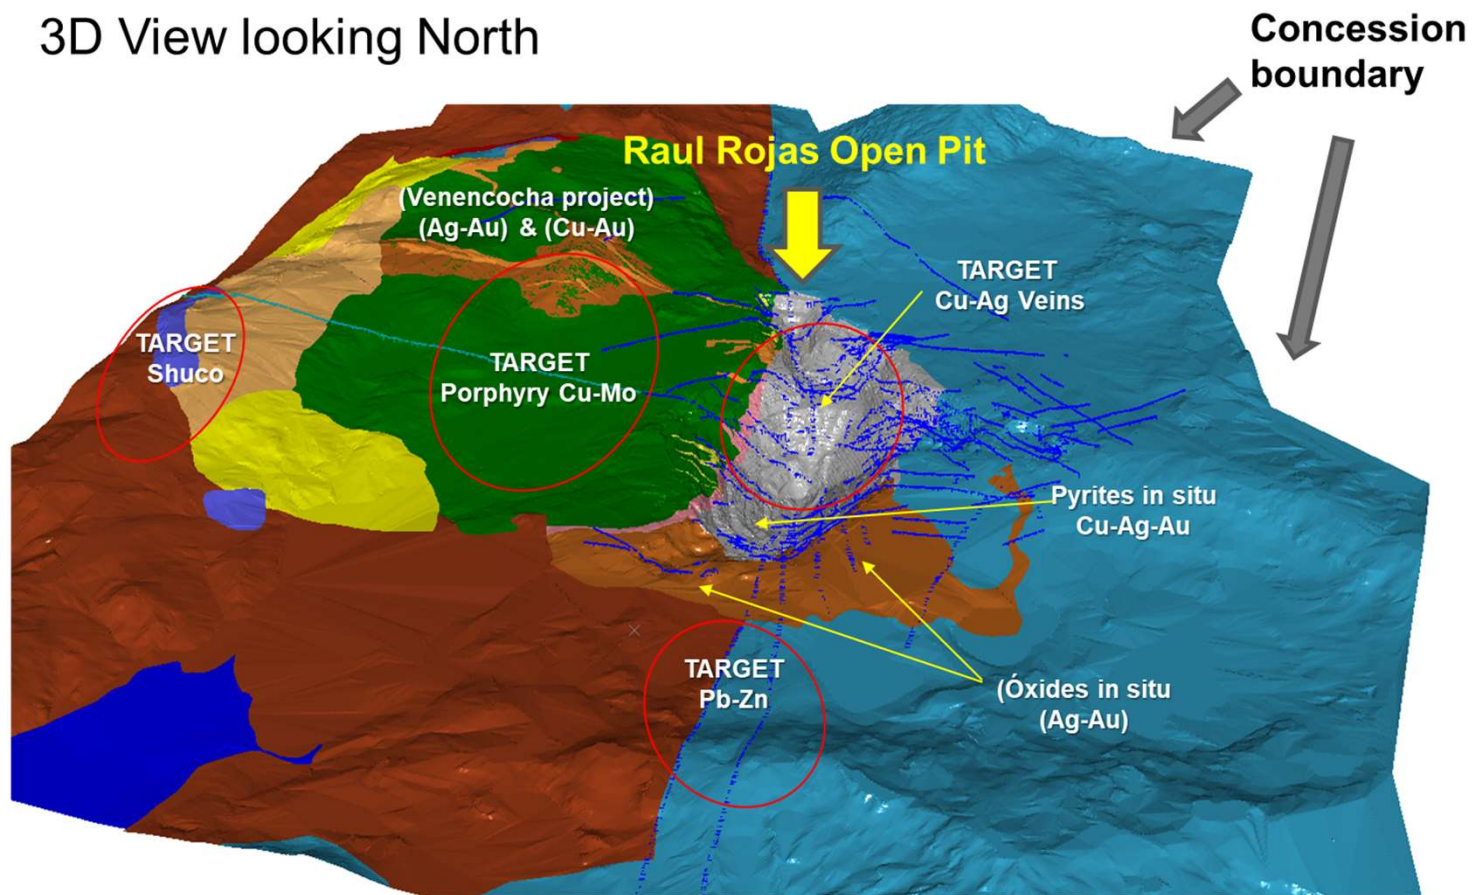 3D View looking North
Concession
boundary
Raul Rojas Open Pit
(Venencocha project)
(Ag-Au) & (Cu-Au)
TARGET
Cu-Ag Veins
TARGET
Shuco
TARGET
Porphyry Cu-Mo
Pyrites in situ
Cu-Ag-Au
TARGET
Pb-Zn
(Óxides in situ
(Ag-Au)